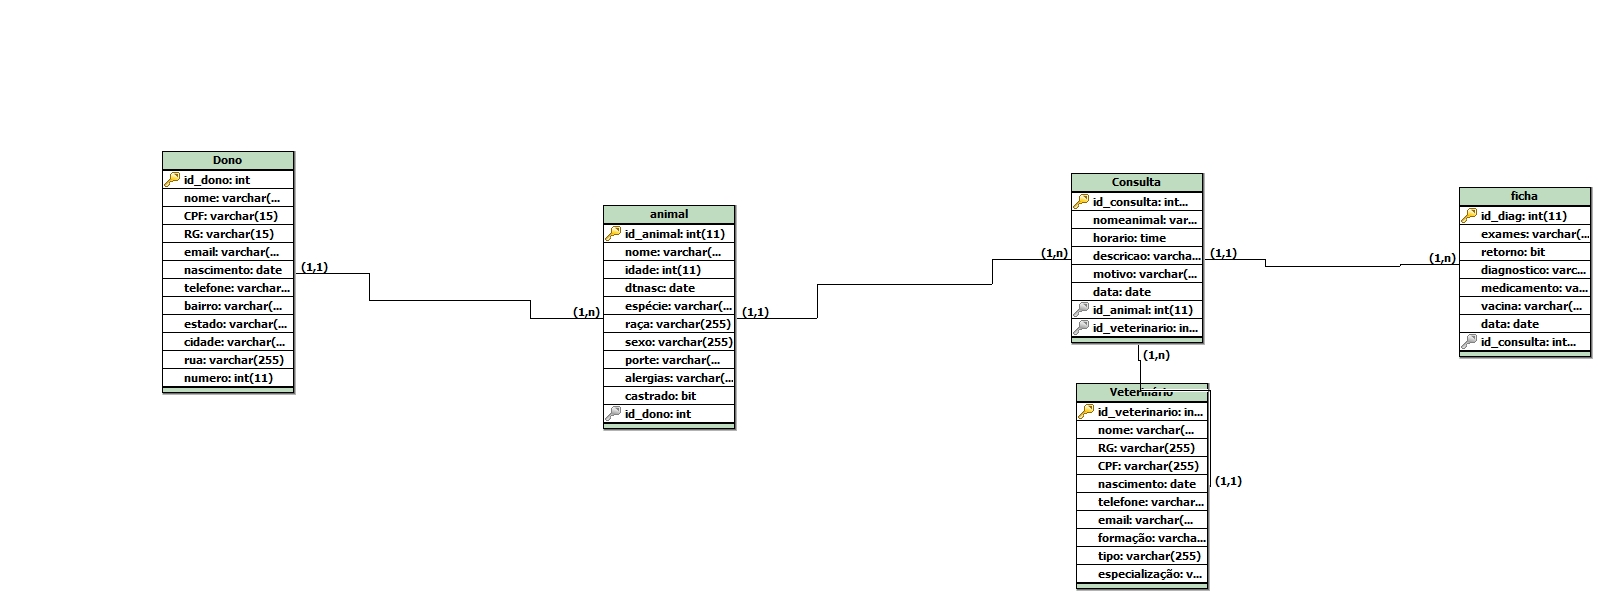 Dono
id_dono: int
nome: varchar(...
CPF: varchar(15)
RG: varchar(15)
email: varchar(...
nascimento: date
telefone: varchar...
bairro: varchar(...
estado: varchar(...
cidade: varchar(...
rua: varchar(255)
numero: int(11)
(1,1)
(1,n)
animal
id_animal: int(11)
nome: varchar(...
idade: int(11)
dtnasc: date
espécie: varchar(...
raça: varchar(255)
sexo: varchar(255)
porte: varchar(...
alergias: varchar(...
castrado: bit
id_dono: int
(1,1)
(1,n)
Consulta
id_consulta: int...
nomeanimal: var...
horario: time
descricao: varcha...
motivo: varchar(...
data: date
id_animal: int(11)
id_veterinario: in...
(1,1)
(1,n)
(1,n)
Veterinário
id_veterinario: in...
nome: varchar(...
RG: varchar(255)
CPF: varchar(255)
nascimento: date
telefone: varchar...
email: varchar(...
formação: varcha...
tipo: varchar(255)
especialização: v...
(1,1)
ficha
id_diag: int(11)
exames: varchar(...
retorno: bit
diagnostico: varc...
medicamento: va...
vacina: varchar(...
data: date
id_consulta: int...